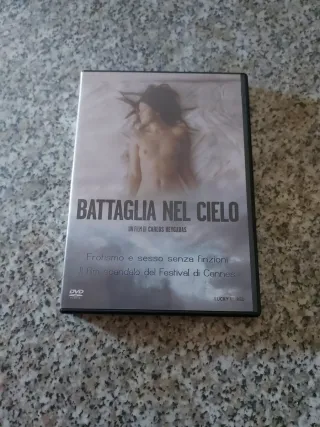 BATTAGLIA NEL CIELO
UN FILM DI CARLOS REYGADAS
Erotismo e sesso senza finzioni
Il film scandalo del Festival di Cannes
DVD